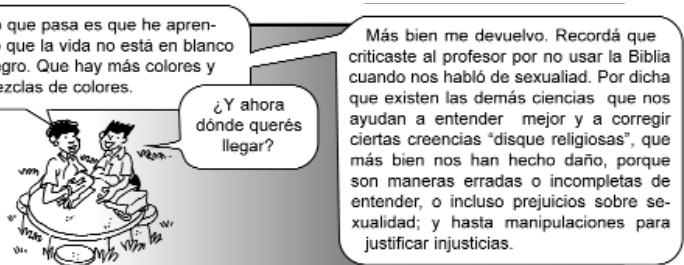 que pasa es que he apren-
que la vida no está en blanco
Que hay más colores y
de colores.
¿Y ahora
dónde querés
llegar?
Más bien me devuelvo. Recordá que
criticaste al profesor por no usar la Biblia
cuando nos habló de sexualiad. Por dicha
que existen las demás ciencias que nos
ayudan a entender mejor y a corregir
ciertas creencias “disque religiosas”, que
más bien nos han hecho daño, porque
son maneras erradas o incompletas de
entender, o incluso prejuicios sobre se-
xualidad; y hasta manipulaciones para
justificar injusticias.